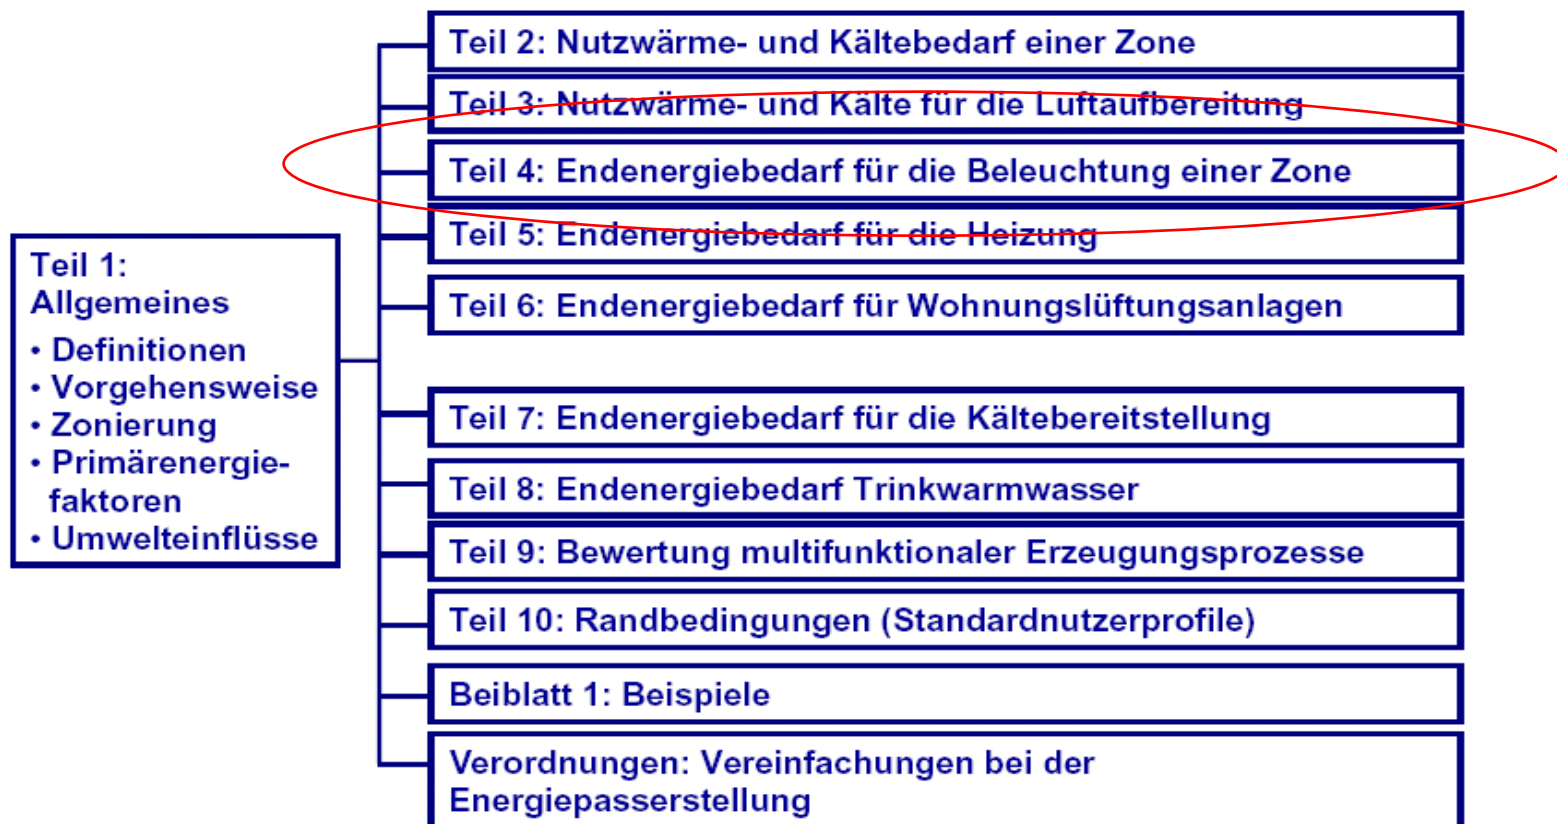 Teil 1:
Allgemeines
• Definitionen
• Vorgehensweise
• Zonierung
• Primärenergie-
faktoren
• Umwelteinflüsse
Teil 2: Nutzwärme- und Kältebedarf einer Zone
Teil 3: Nutzwärme- und Kälte für die Luftaufbereitung
Teil 4: Endenergiebedarf für die Beleuchtung einer Zone
Teil 5: Endenergiebedarf für die Heizung
Teil 6: Endenergiebedarf für Wohnungslüftungsanlagen
Teil 7: Endenergiebedarf für die Kältebereitstellung
Teil 8: Endenergiebedarf Trinkwarmwasser
Teil 9: Bewertung multifunktionaler Erzeugungsprozesse
Teil 10: Randbedingungen (Standardnutzerprofile)
Beiblatt 1: Beispiele
Verordnungen: Vereinfachungen bei der
Energiepasserstellung